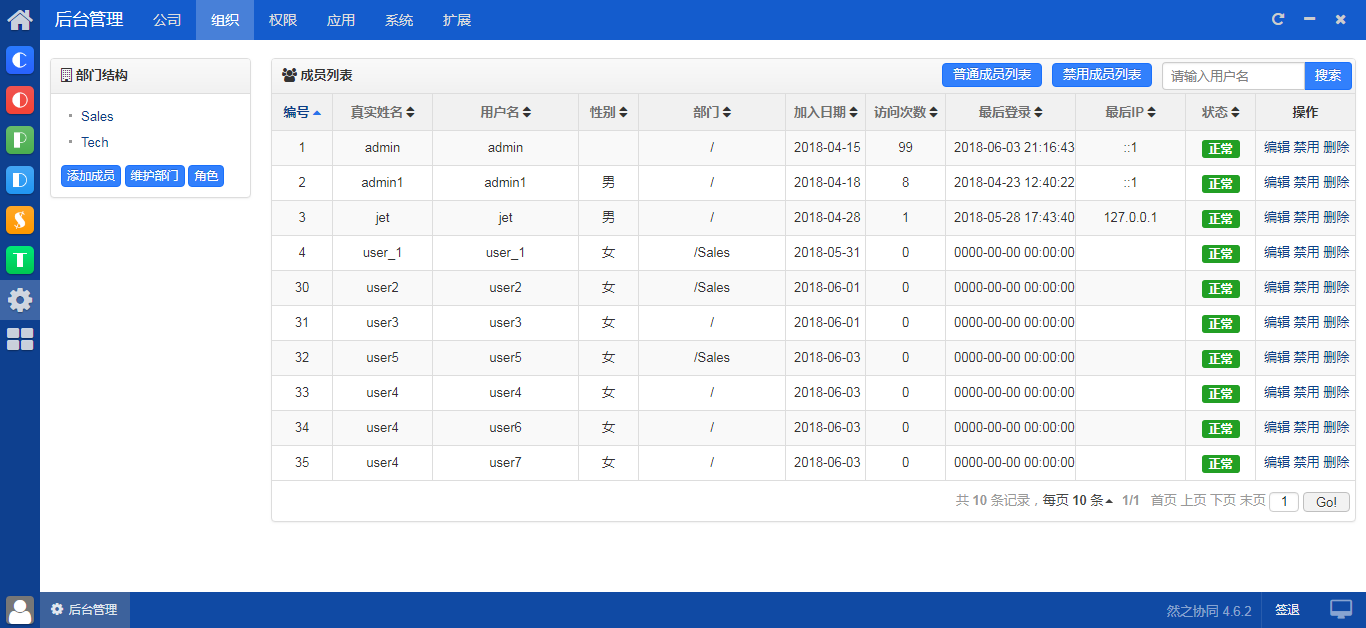 后台管理 公司 组织 权限 应用 系统 扩展
部门结构
Sales
Tech
添加成员 维护部门 角色
成员列表 普通成员列表 禁用成员列表 请输入用户名 搜索
编号 真实姓名 用户名 性别 部门 加入日期 访问次数 最后登录 最后IP 状态 操作
1 admin admin / 2018-04-15 99 2018-06-03 21:16:43 ::1 正常 编辑 禁用 删除
2 admin1 admin1 男 / 2018-04-18 8 2018-04-23 12:40:22 ::1 正常 编辑 禁用 删除
3 jet jet 男 / 2018-04-28 1 2018-05-28 17:43:40 127.0.0.1 正常 编辑 禁用 删除
4 user_1 user_1 女 /Sales 2018-05-31 0 0000-00-00 00:00:00 正常 编辑 禁用 删除
30 user2 user2 女 /Sales 2018-06-01 0 0000-00-00 00:00:00 正常 编辑 禁用 删除
31 user3 user3 女 / 2018-06-01 0 0000-00-00 00:00:00 正常 编辑 禁用 删除
32 user5 user5 女 /Sales 2018-06-03 0 0000-00-00 00:00:00 正常 编辑 禁用 删除
33 user4 user4 女 / 2018-06-03 0 0000-00-00 00:00:00 正常 编辑 禁用 删除
34 user4 user6 女 / 2018-06-03 0 0000-00-00 00:00:00 正常 编辑 禁用 删除
35 user4 user7 女 / 2018-06-03 0 0000-00-00 00:00:00 正常 编辑 禁用 删除
共 10 条记录，每页 10 条 1/1 首页 上页 下页 末页 1 Go!
后台管理 然之协同 4.6.2 签退